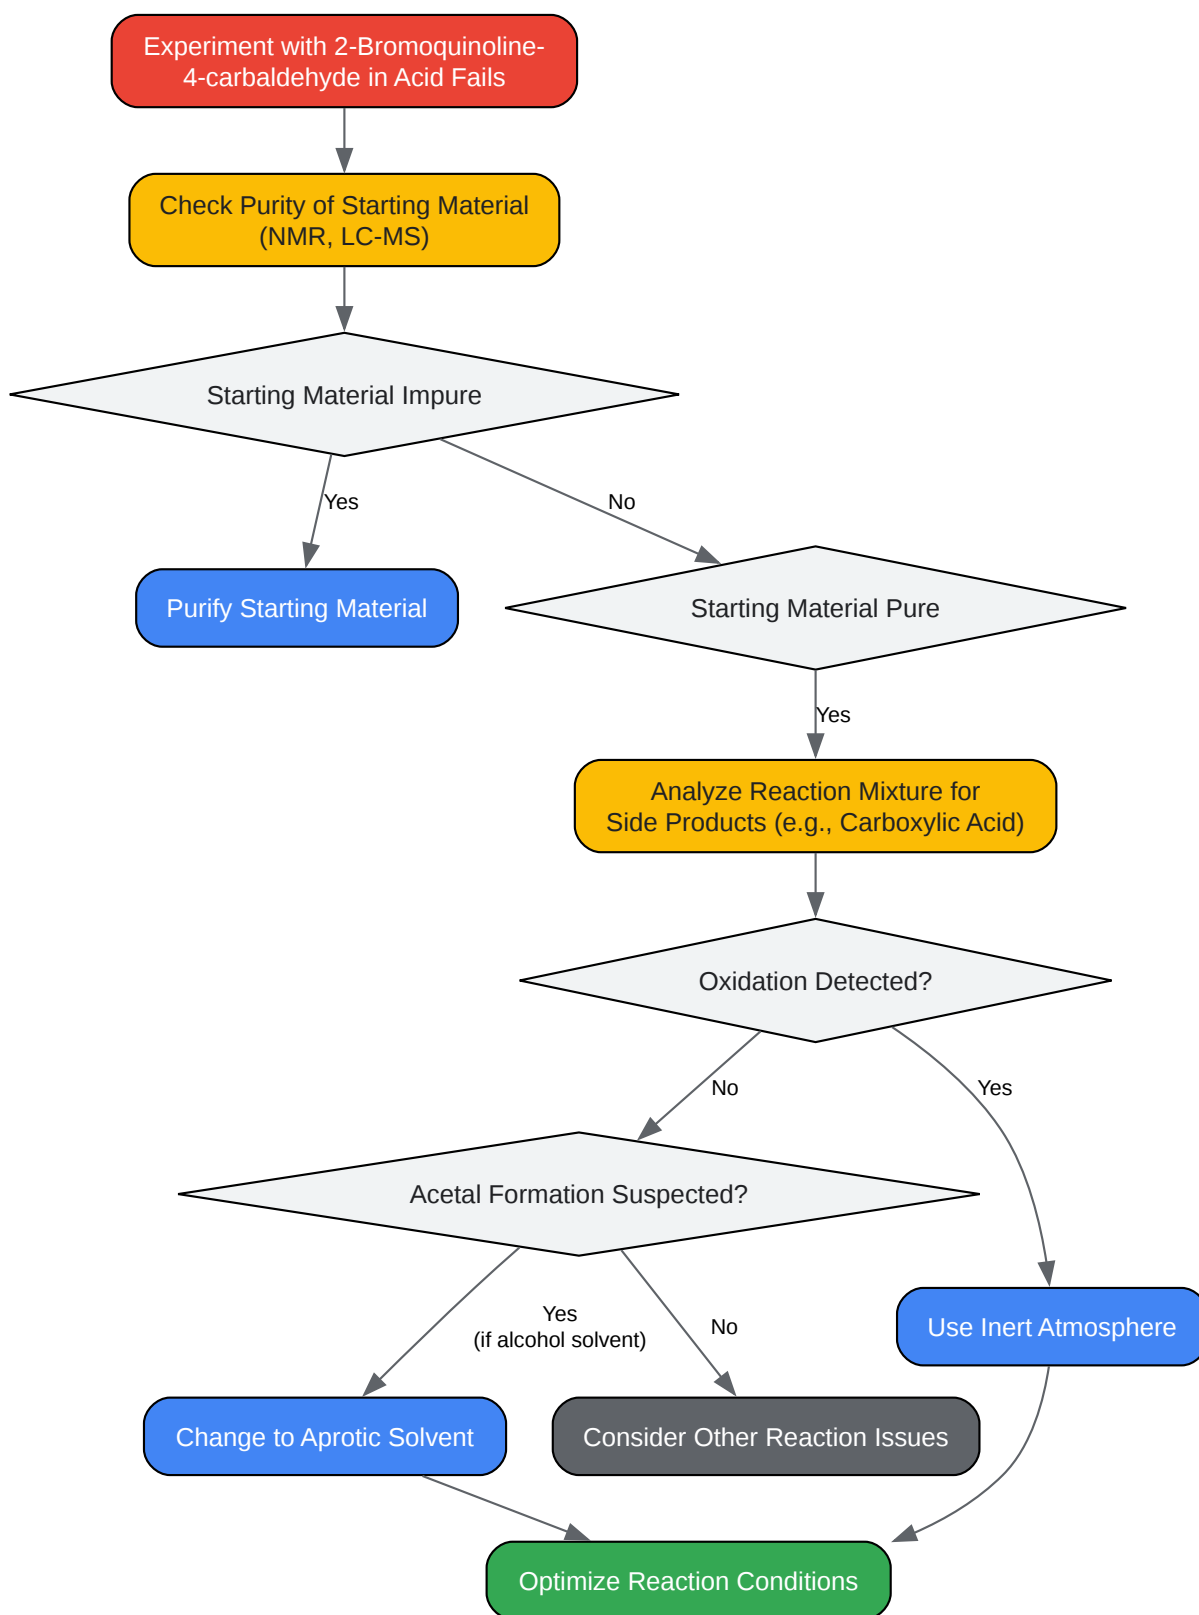 Experiment with 2-Bromoquinoline-
4-carbaldehyde in Acid Fails
Check Purity of Starting Material
(NMR, LC-MS)
Starting Material Impure
Yes
No
Purify Starting Material
Starting Material Pure
Yes
Analyze Reaction Mixture for
Side Products (e.g., Carboxylic Acid)
Oxidation Detected?
No
Yes
Acetal Formation Suspected?
Yes
(if alcohol solvent)
No
Use Inert Atmosphere
Change to Aprotic Solvent
Consider Other Reaction Issues
Optimize Reaction Conditions